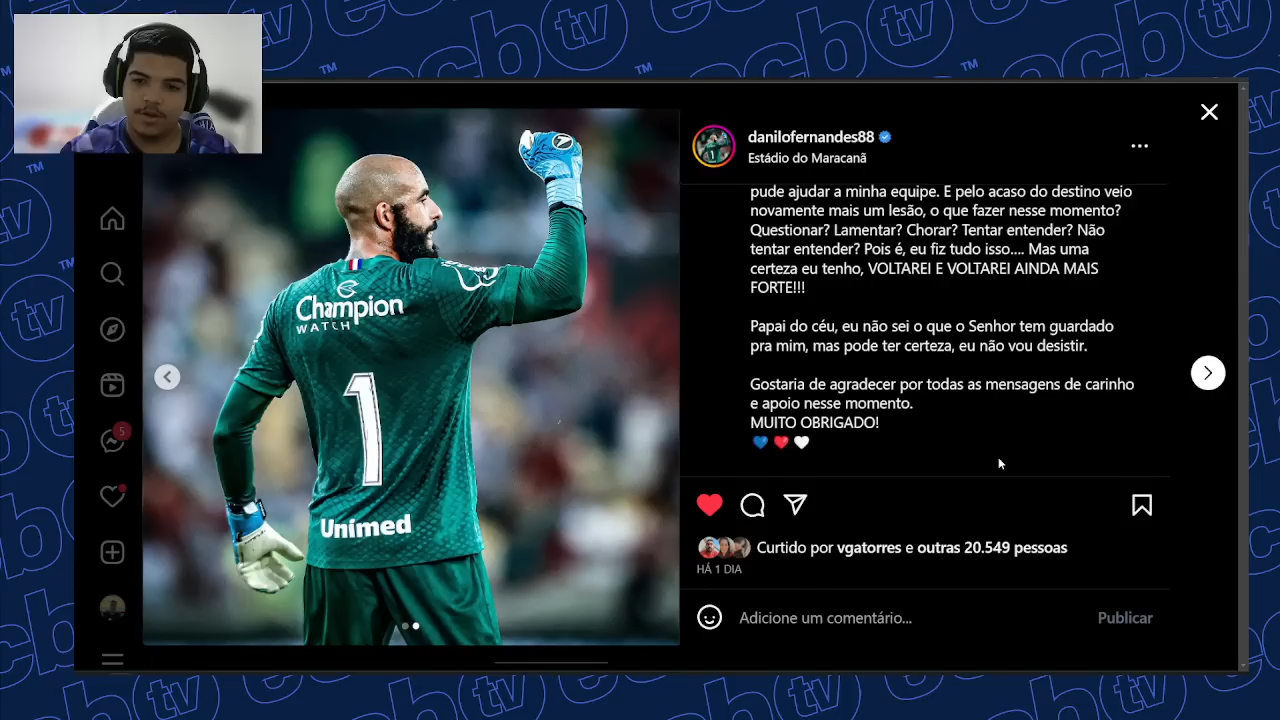 ecb
tv
TM
danilofernandes88
Estádio do Maracanã
pude ajudar a minha equipe. E pelo acaso do destino veio
novamente mais um lesão, o que fazer nesse momento?
Questionar? Lamentar? Chorar? Tentar entender? Não
tentar entender? Pois é, eu fiz tudo isso.... Mas uma
certeza eu tenho, VOLTAREI E VOLTAREI AINDA MAIS
FORTE!!!
Papai do céu, eu não sei o que o Senhor tem guardado
pra mim, mas pode ter certeza, eu não vou desistir.
Gostaria de agradecer por todas as mensagens de carinho
e apoio nesse momento.
MUITO OBRIGADO!
Champion
WATCH
1
Unimed
5
Curtido por vgatorres e outras 20.549 pessoas
HÁ 1 DIA
Adicione um comentário...
Publicar